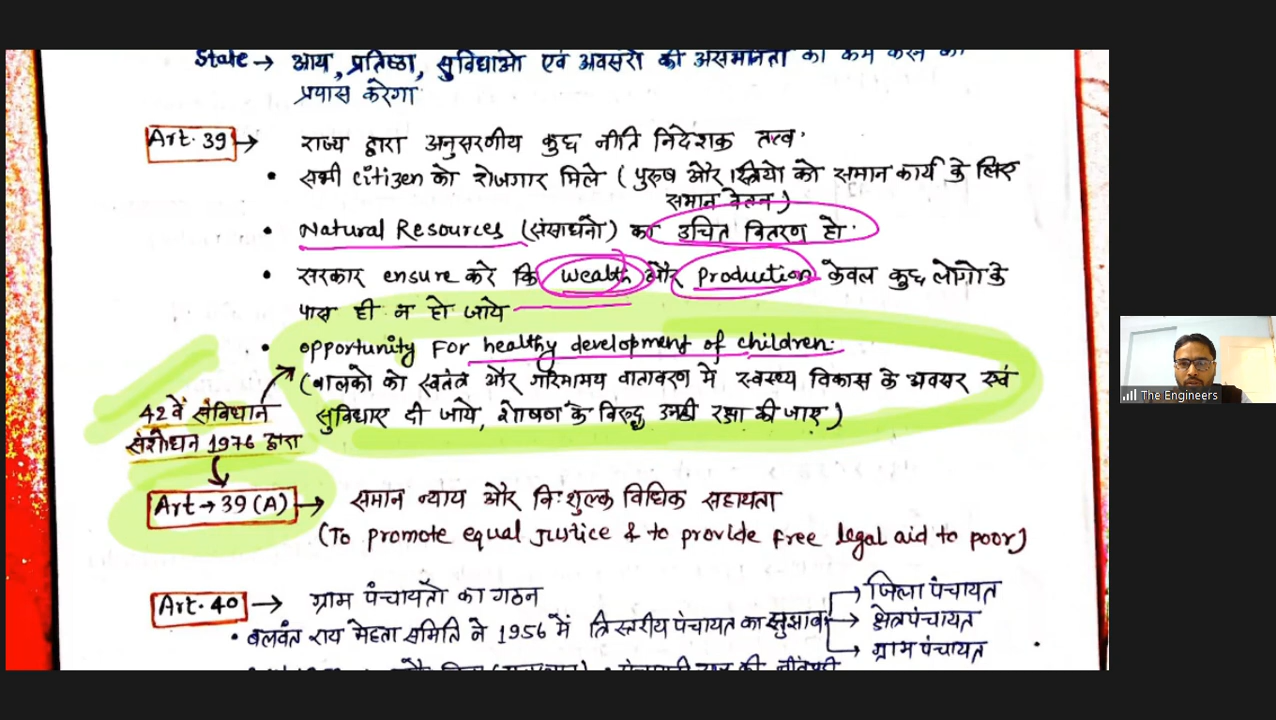 State → आय, प्रतिष्ठा, सुविधाओ एवं अवसरो की असमानता को कम करने का
प्रयास करेगा
Art. 39 → राज्य द्वारा अनुसरणीय कुछ नीति निदेशक तत्व.
• सभी citizen को रोजगार मिले ( पुरुष और स्त्रियो को समान कार्य के लिए
समान वेतन )
• Natural Resources (संसाधनो) का उचित वितरण हो.
• सरकार ensure करे कि wealth और production केवल कुछ लोगो के
पास ही न हो जाये
• opportunity for healthy development of children.
(बालको को स्वतंत्र और गरिमामय वातावरण में स्वस्थ्य विकास के अवसर एवं
सुविधाए दी जाये, शोषण के विरुद्ध उनकी रक्षा की जाए )
42वें संविधान
संशोधन 1976 द्वारा
Art → 39 (A) → समान न्याय और निःशुल्क विधिक सहायता
(To promote equal Justice & to provide free legal aid to poor)
Art. 40 → ग्राम पंचायतों का गठन
• बलवंत राय मेहता समिति ने 1956 में त्रिस्तरीय पंचायत का सुझाव
→ जिला पंचायत
→ क्षेत्र पंचायत
→ ग्राम पंचायत
The Engineers